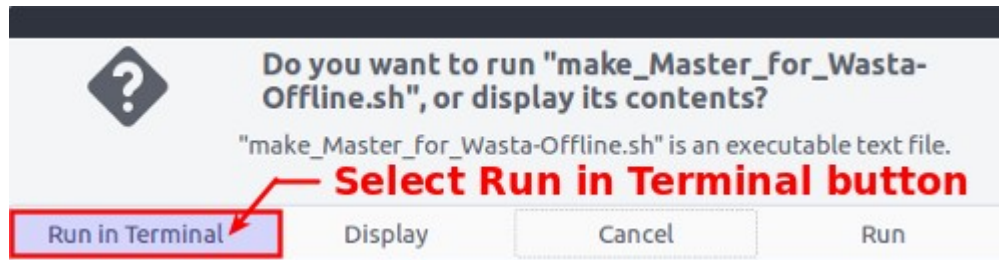 Do you want to run "make_Master_for_Wasta-
Offline.sh", or display its contents?
"make_Master_for_Wasta-Offline.sh" is an executable text file.
Select Run in Terminal button
Run in Terminal Display Cancel Run